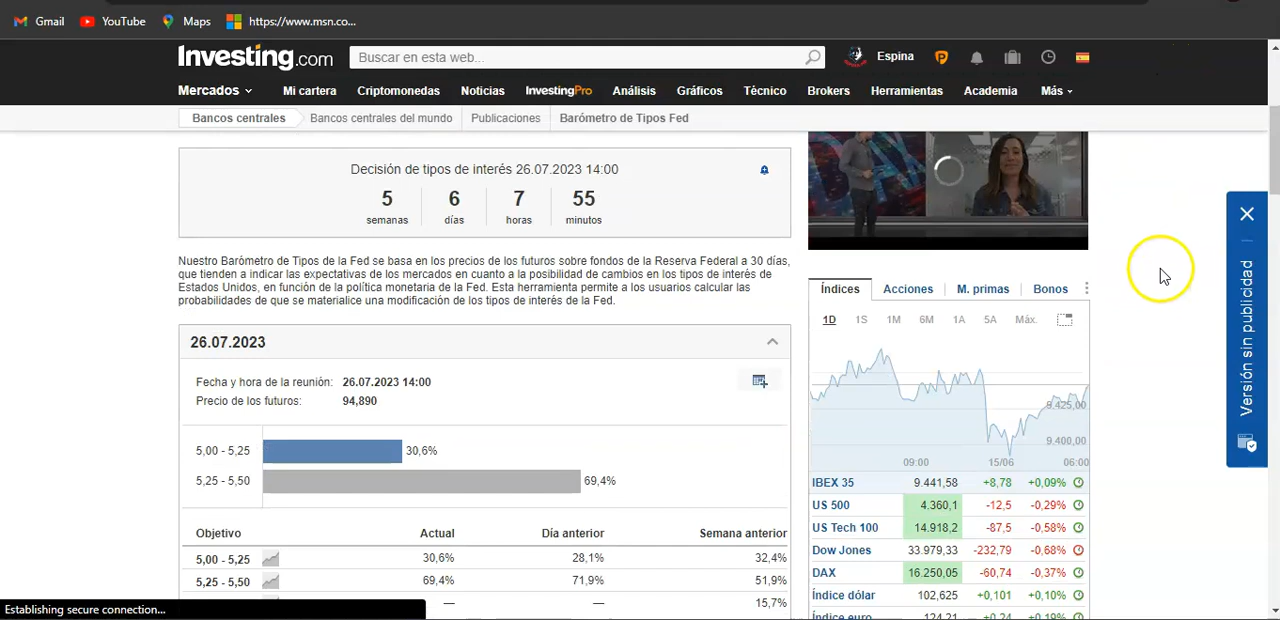 Gmail YouTube Maps https://www.msn.co...
Investing.com Buscar en esta web... Espina
Mercados Mi cartera Criptomonedas Noticias InvestingPro Análisis Gráficos Técnico Brokers Herramientas Academia Más
Bancos centrales Bancos centrales del mundo Publicaciones Barómetro de Tipos Fed
Decisión de tipos de interés 26.07.2023 14:00
5 6 7 55
semanas días horas minutos
Nuestro Barómetro de Tipos de la Fed se basa en los precios de los futuros sobre fondos de la Reserva Federal a 30 días,
que tienden a indicar las expectativas de los mercados en cuanto a la posibilidad de cambios en los tipos de interés de
Estados Unidos, en función de la política monetaria de la Fed. Esta herramienta permite a los usuarios calcular las
probabilidades de que se materialice una modificación de los tipos de interés de la Fed.
26.07.2023
Fecha y hora de la reunión: 26.07.2023 14:00
Precio de los futuros: 94,890
5,00 - 5,25 30,6%
5,25 - 5,50 69,4%
Objetivo Actual Día anterior Semana anterior
5,00 - 5,25 30,6% 28,1% 32,4%
5,25 - 5,50 69,4% 71,9% 51,9%
— — 15,7%
Índices Acciones M. primas Bonos
1D 1S 1M 6M 1A 5A Máx.
9.425,00
9.400,00
09:00 15/06 06:00
IBEX 35 9.441,58 +8,78 +0,09%
US 500 4.360,1 -12,5 -0,29%
US Tech 100 14.918,2 -87,5 -0,58%
Dow Jones 33.979,33 -232,79 -0,68%
DAX 16.250,05 -60,74 -0,37%
Índice dólar 102,625 +0,101 +0,10%
Índice euro 124,21 +0,24 +0,19%
Versión sin publicidad
Establishing secure connection...